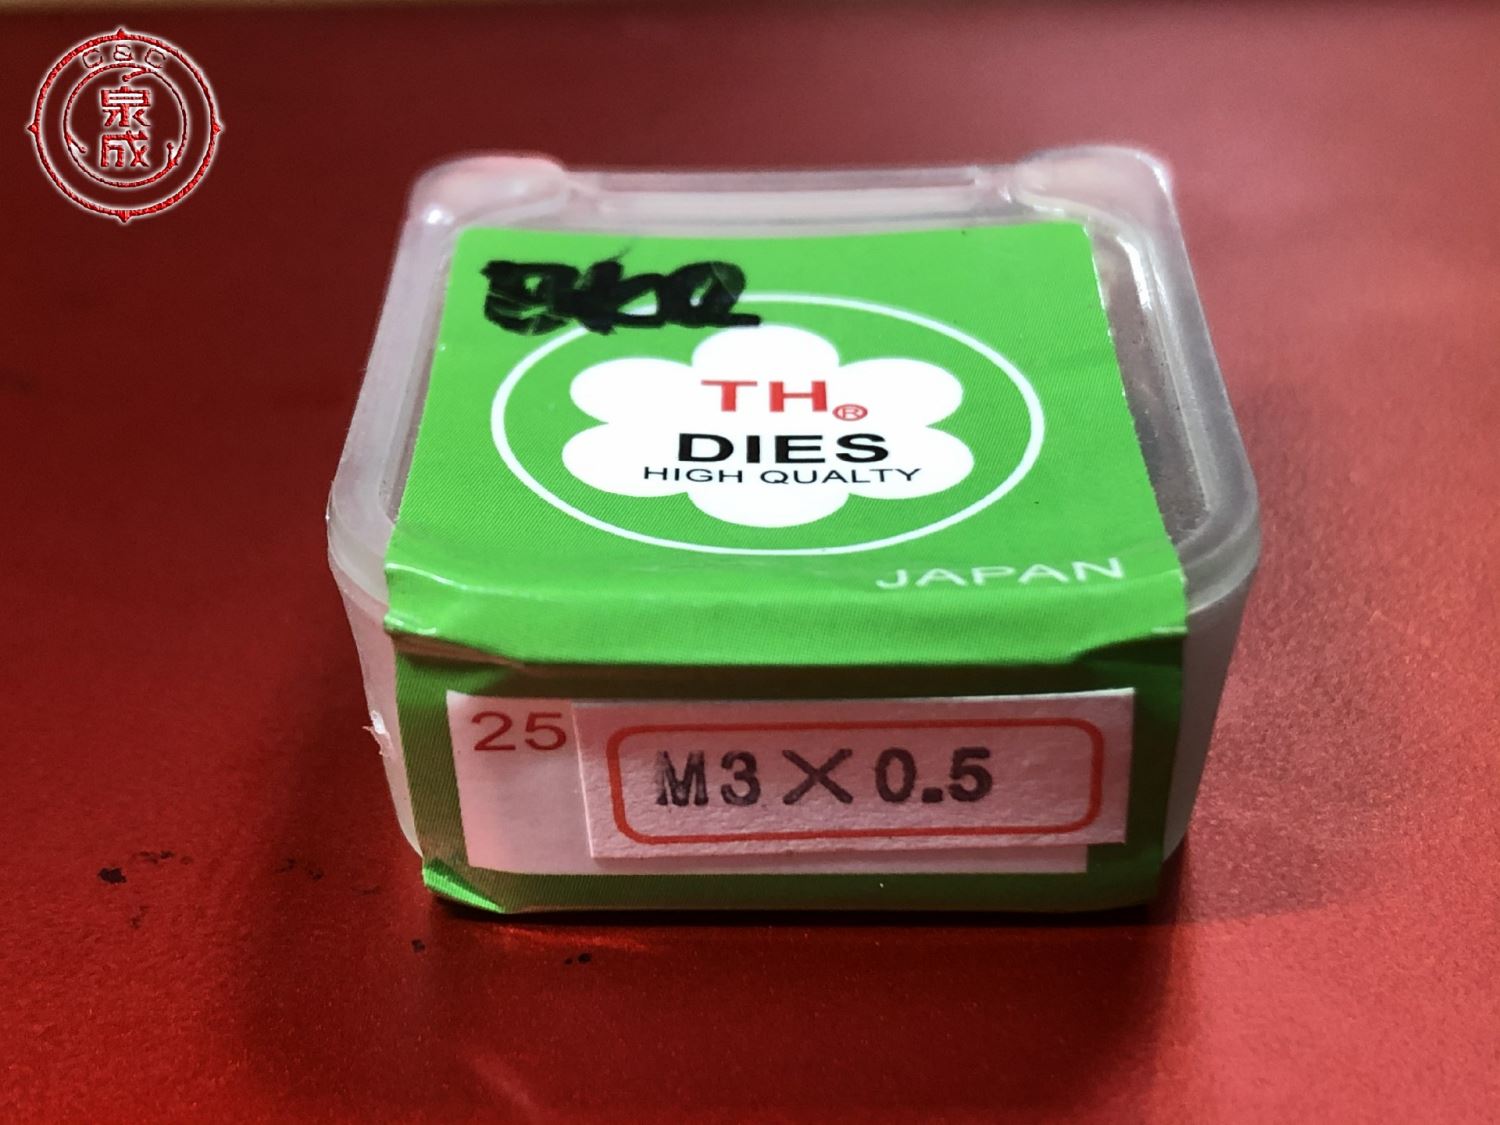 C&C
泉成
TH®
DIES
HIGH QUALTY
JAPAN
25
M3×0.5